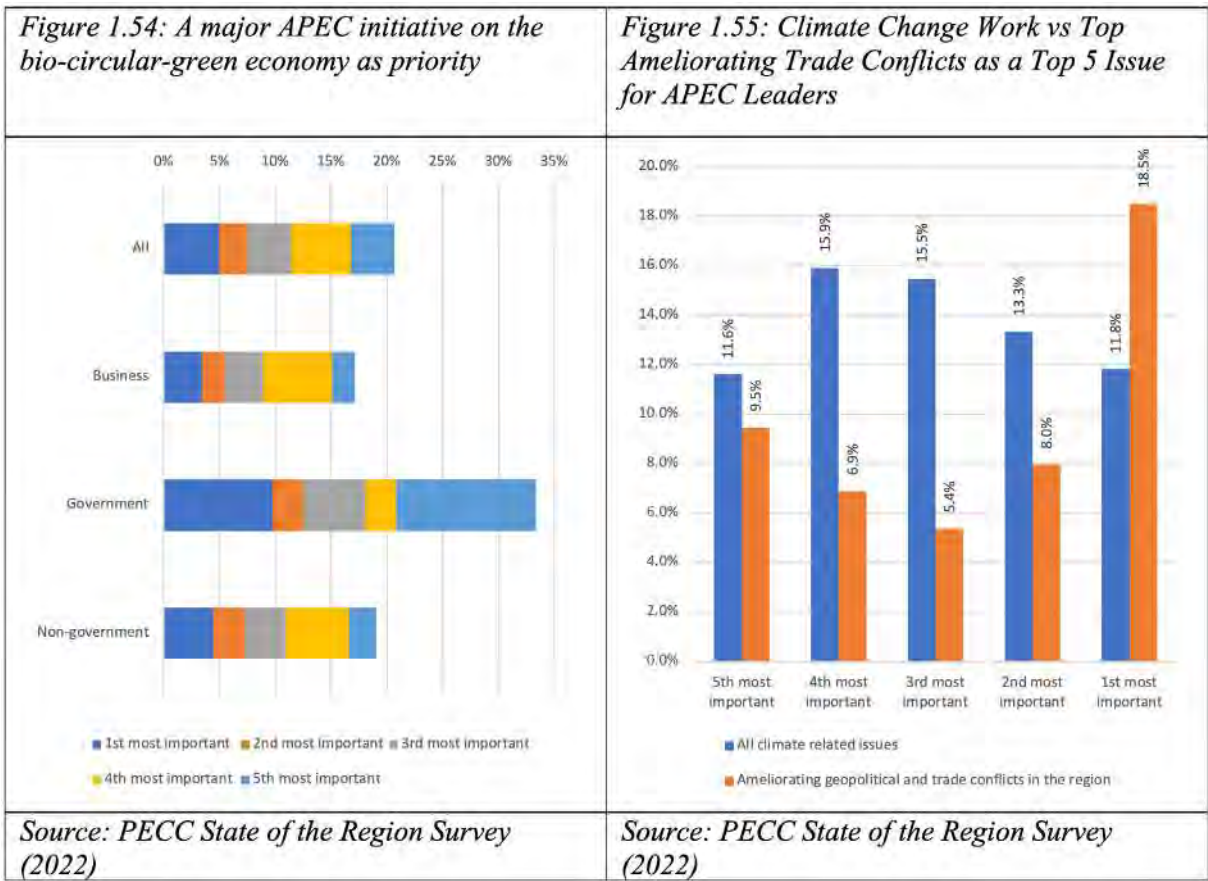 Figure 1.54: A major APEC initiative on the
bio-circular-green economy as priority
0% 5% 10% 15% 20% 25% 30% 35%
All
Business
Government
Non-government
1st most important 2nd most important 3rd most important
4th most important 5th most important
Source: PECC State of the Region Survey
(2022)
Figure 1.55: Climate Change Work vs Top
Ameliorating Trade Conflicts as a Top 5 Issue
for APEC Leaders
20.0%
18.0%
16.0%
14.0%
12.0%
10.0%
8.0%
6.0%
4.0%
2.0%
0.0%
11.6%
9.5%
15.9%
6.9%
15.5%
5.4%
13.3%
8.0%
11.8%
18.5%
5th most
important
4th most
important
3rd most
important
2nd most
important
1st most
important
All climate related issues
Ameliorating geopolitical and trade conflicts in the region
Source: PECC State of the Region Survey
(2022)